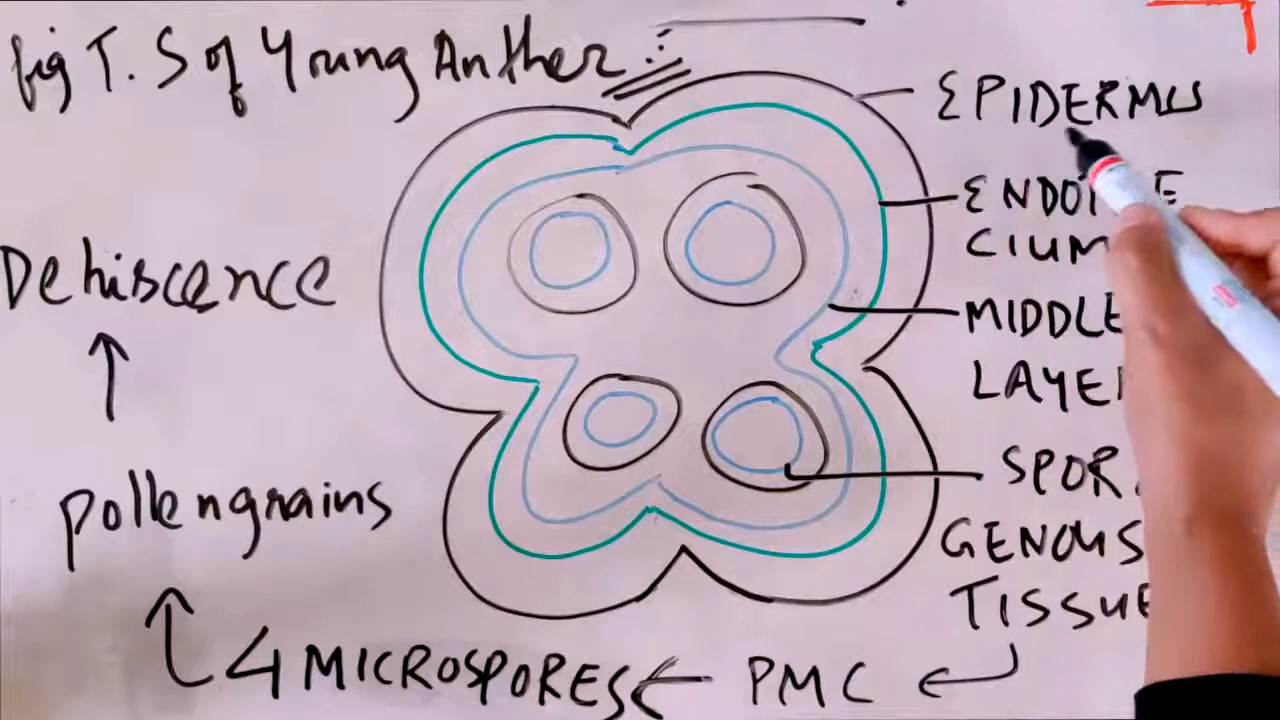 fig T. S of Young Anther :
EPIDERMIS
ENDO
CIUM
MIDDLE
LAYE
SPOR
GENOUS
TISSUE
Dehiscence
pollengrains
4 MICROSPORES ← PMC ←